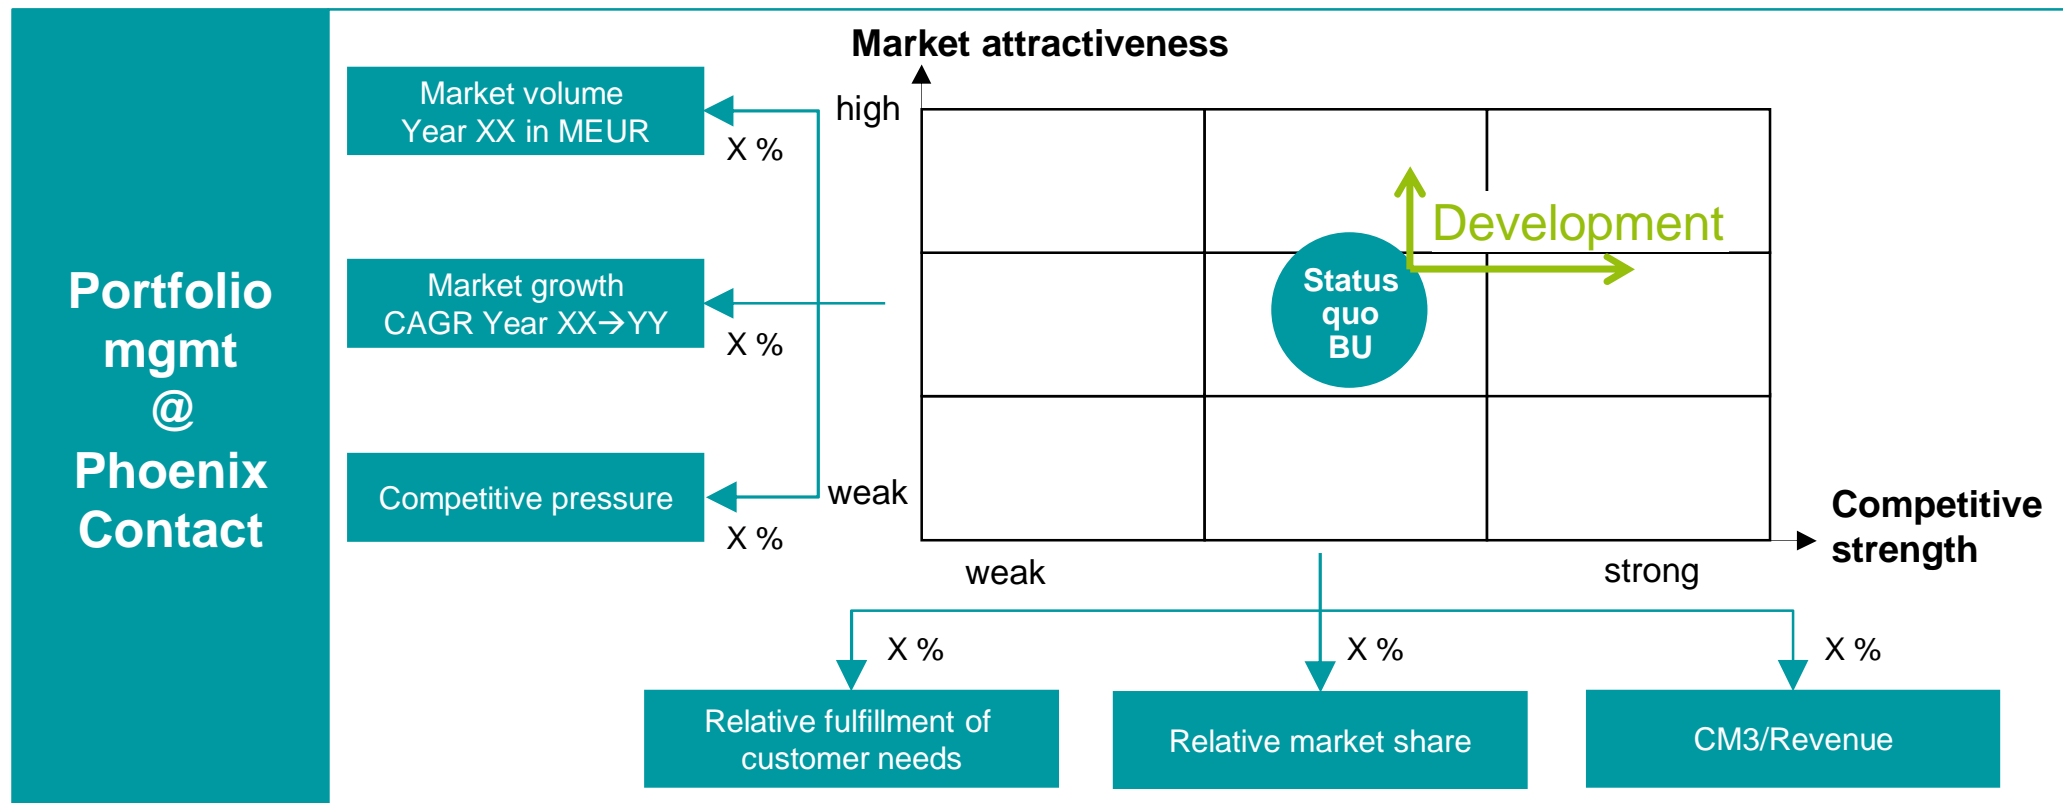 Portfolio
mgmt
@
Phoenix
Contact
Market volume
Year XX in MEUR
X %
Market growth
CAGR Year XX→YY
X %
Competitive pressure
X %
Market attractiveness
high
weak
Development
Status
quo
BU
weak
strong
Competitive
strength
X %
X %
X %
Relative fulfillment of
customer needs
Relative market share
CM3/Revenue